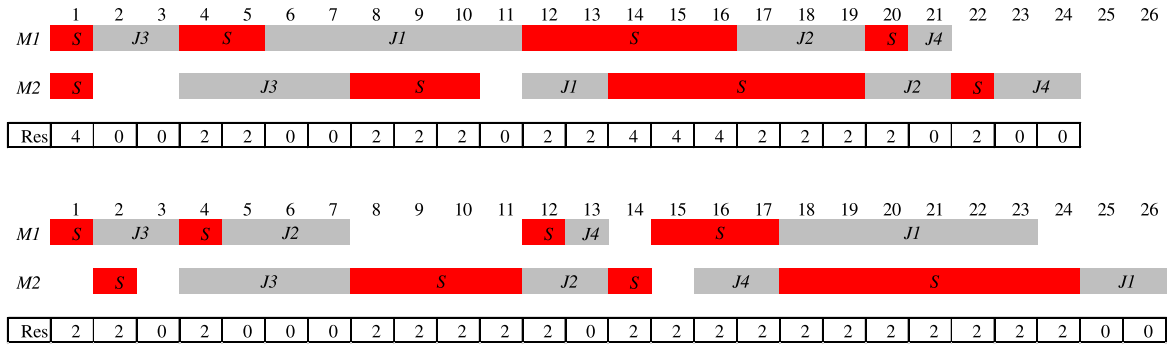 1 2 3 4 5 6 7 8 9 10 11 12 13 14 15 16 17 18 19 20 21 22 23 24 25 26
M1 S J3 S J1 S J2 S J4
M2 S J3 S J1 S J2 S J4
Res 4 0 0 2 2 0 0 2 2 2 0 2 2 4 4 4 2 2 2 2 0 2 0 0
1 2 3 4 5 6 7 8 9 10 11 12 13 14 15 16 17 18 19 20 21 22 23 24 25 26
M1 S J3 S J2 S J4 S J1
M2 S J3 S J2 S J4 S J1
Res 2 2 0 2 0 0 0 2 2 2 2 2 0 2 2 2 2 2 2 2 2 2 2 2 0 0